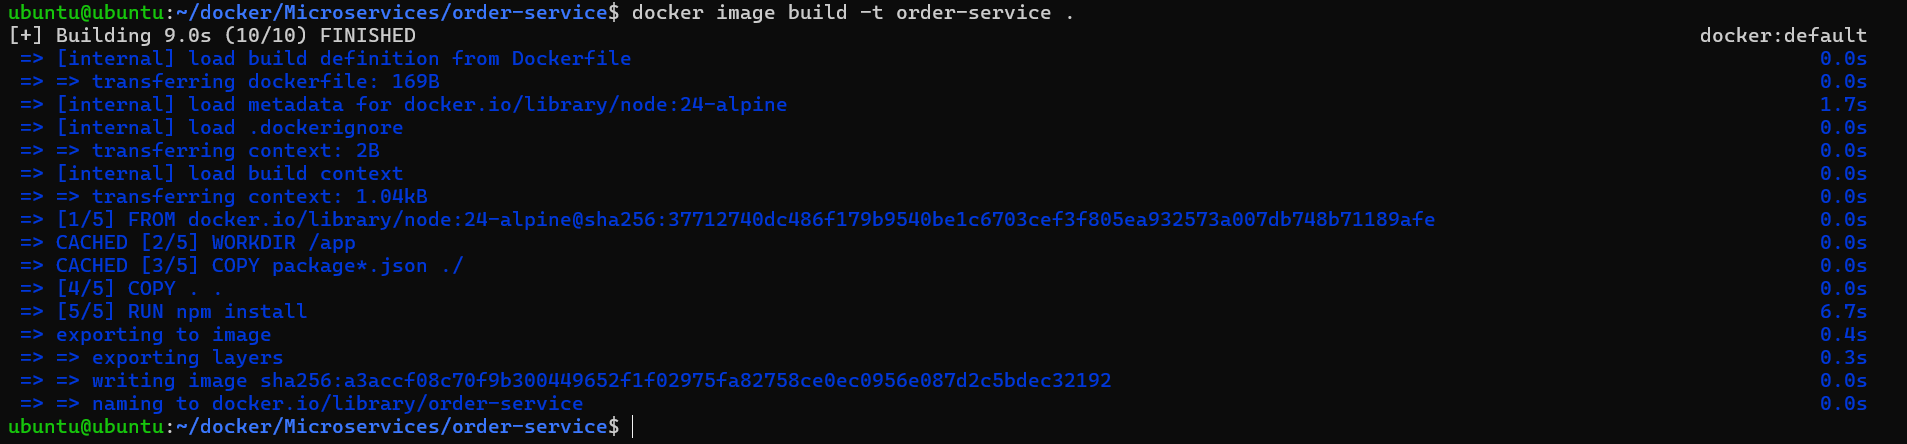 ubuntu@ubuntu:~/docker/Microservices/order-service$ docker image build -t order-service .
[+] Building 9.0s (10/10) FINISHED docker:default
=> [internal] load build definition from Dockerfile 0.0s
=> => transferring dockerfile: 169B 0.0s
=> [internal] load metadata for docker.io/library/node:24-alpine 1.7s
=> [internal] load .dockerignore 0.0s
=> => transferring context: 2B 0.0s
=> [internal] load build context 0.0s
=> => transferring context: 1.04kB 0.0s
=> [1/5] FROM docker.io/library/node:24-alpine@sha256:37712740dc486f179b9540be1c6703cef3f805ea932573a007db748b71189afe 0.0s
=> CACHED [2/5] WORKDIR /app 0.0s
=> CACHED [3/5] COPY package*.json ./ 0.0s
=> [4/5] COPY . . 0.0s
=> [5/5] RUN npm install 6.7s
=> exporting to image 0.4s
=> => exporting layers 0.3s
=> => writing image sha256:a3accf08c70f9b300449652f1f02975fa82758ce0ec0956e087d2c5bdec32192 0.0s
=> => naming to docker.io/library/order-service 0.0s
ubuntu@ubuntu:~/docker/Microservices/order-service$